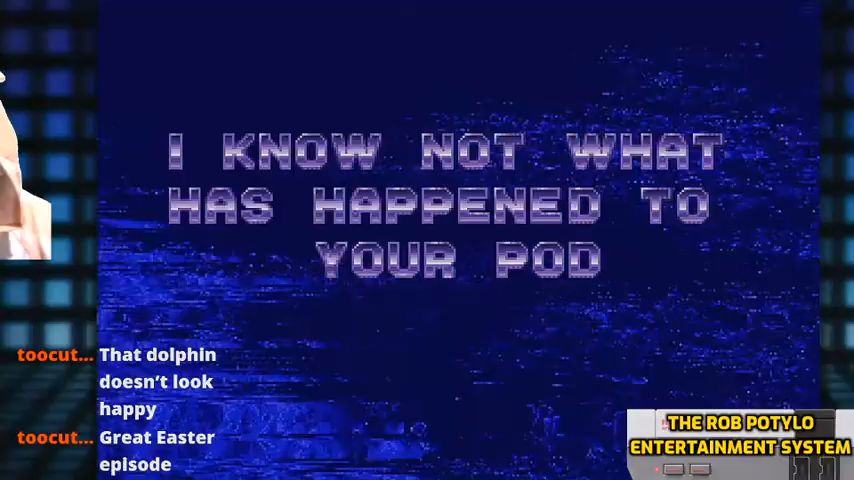 I KNOW NOT WHAT
HAS HAPPENED TO
YOUR POD
toocut... That dolphin
doesn't look
happy
toocut... Great Easter
episode
THE ROB POTYLO
ENTERTAINMENT SYSTEM